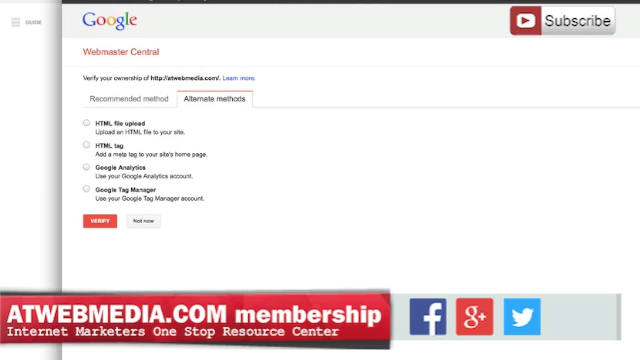 GUIDE
Google
Subscribe
Webmaster Central
Verify your ownership of http://atwebmedia.com/. Learn more.
Recommended method
Alternate methods
HTML file upload
Upload an HTML file to your site.
HTML tag
Add a meta tag to your site's home page.
Google Analytics
Use your Google Analytics account.
Google Tag Manager
Use your Google Tag Manager account.
VERIFY
Not now
ATWEBMEDIA.COM membership
Internet Marketers One Stop Resource Center